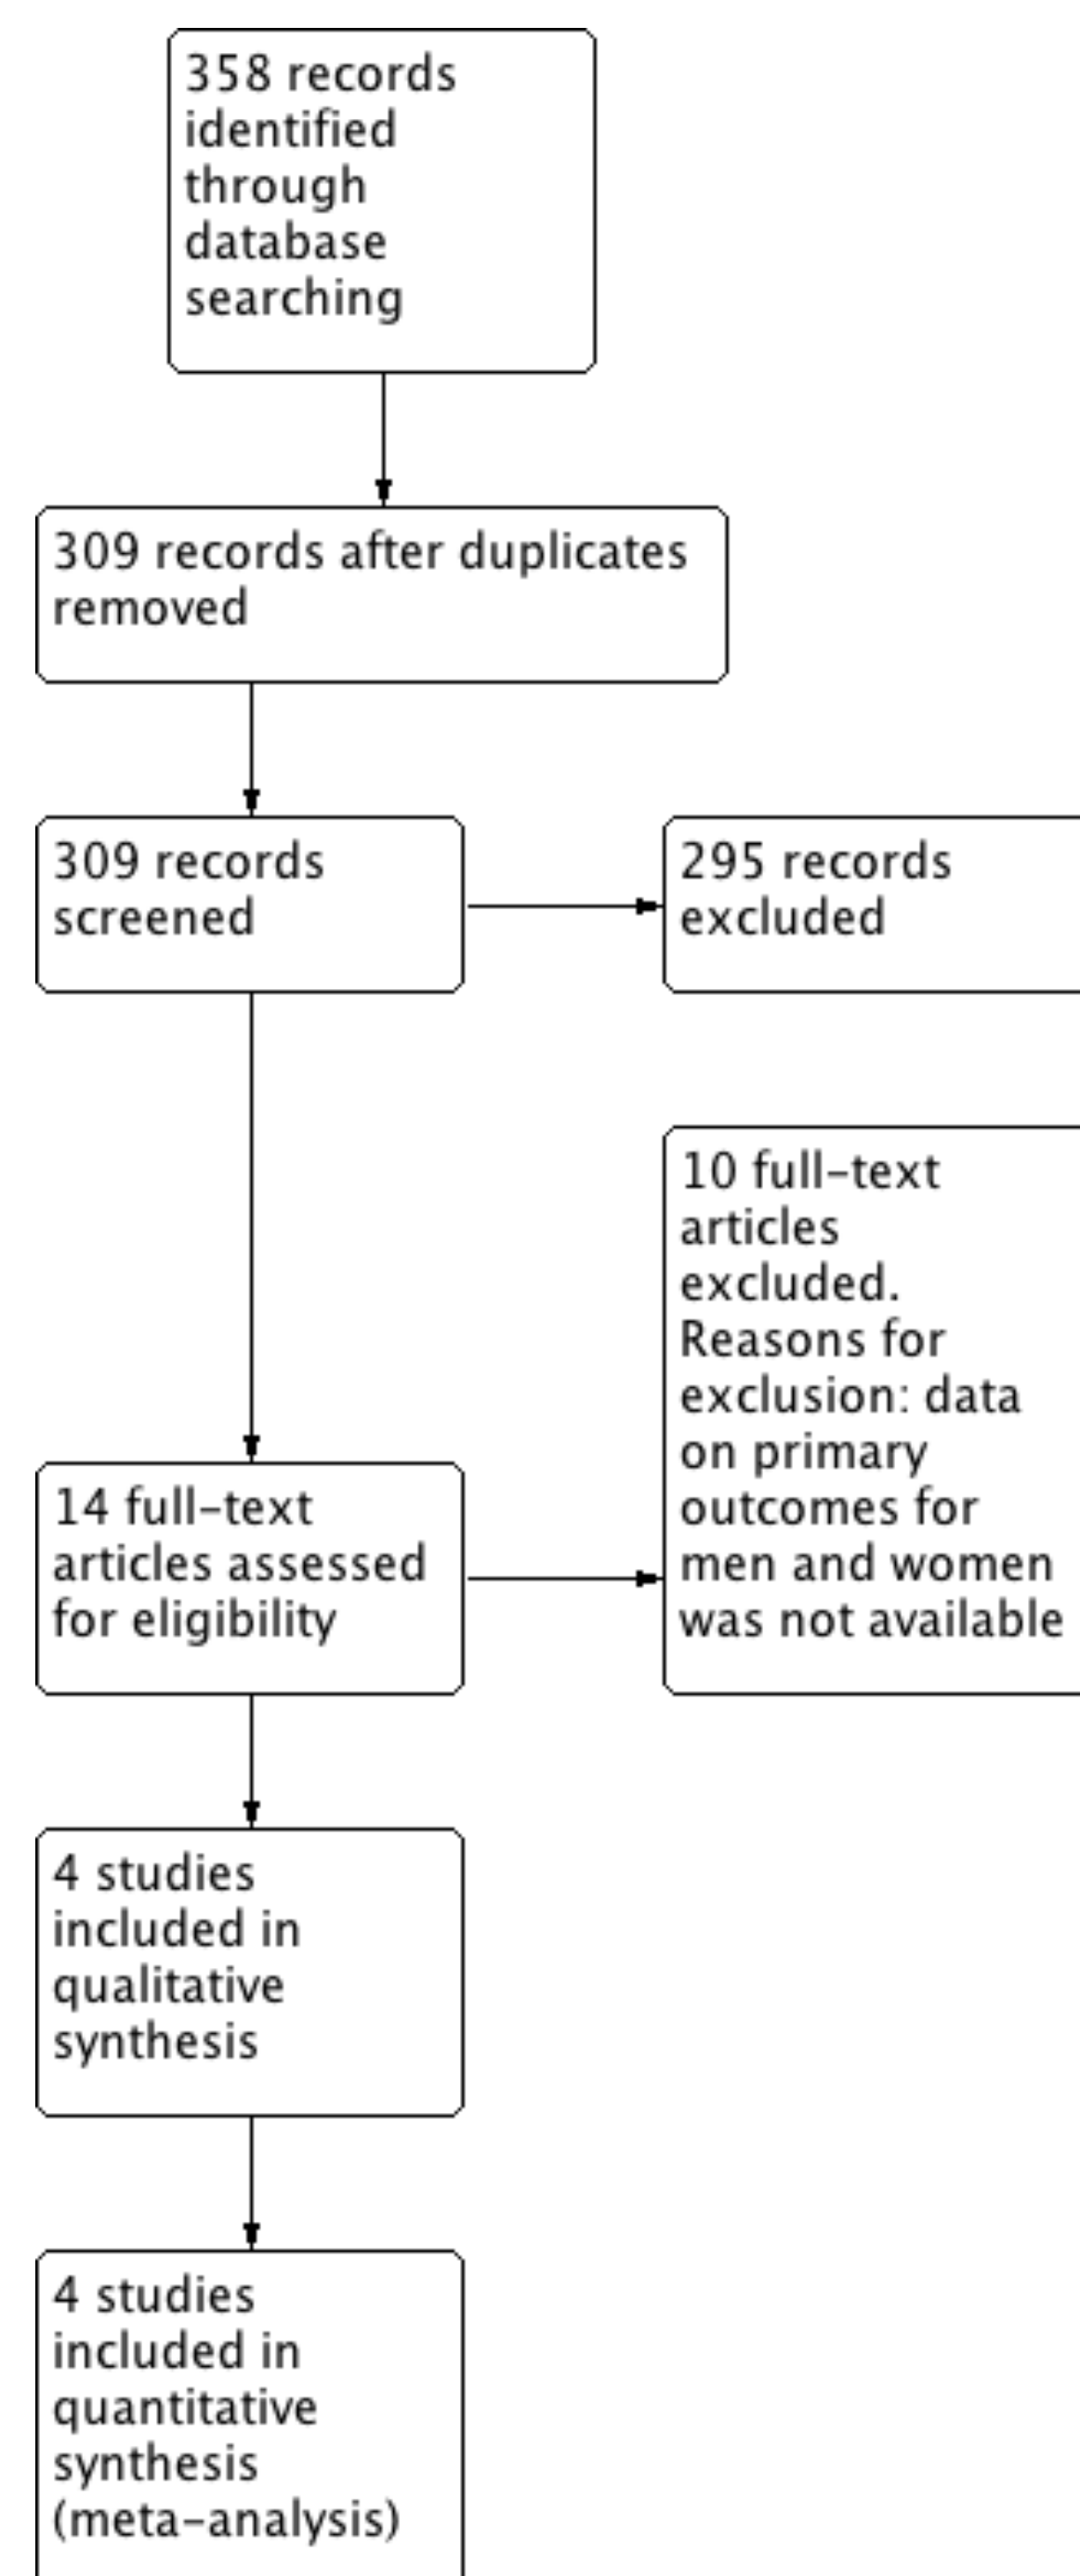 358 records
identified
through
database
searching
309 records after duplicates
removed
309 records
screened
295 records
excluded
10 full-text
articles
excluded.
Reasons for
exclusion: data
on primary
outcomes for
men and women
was not available
14 full-text
articles assessed
for eligibility
4 studies
included in
qualitative
synthesis
4 studies
included in
quantitative
synthesis
(meta-analysis)